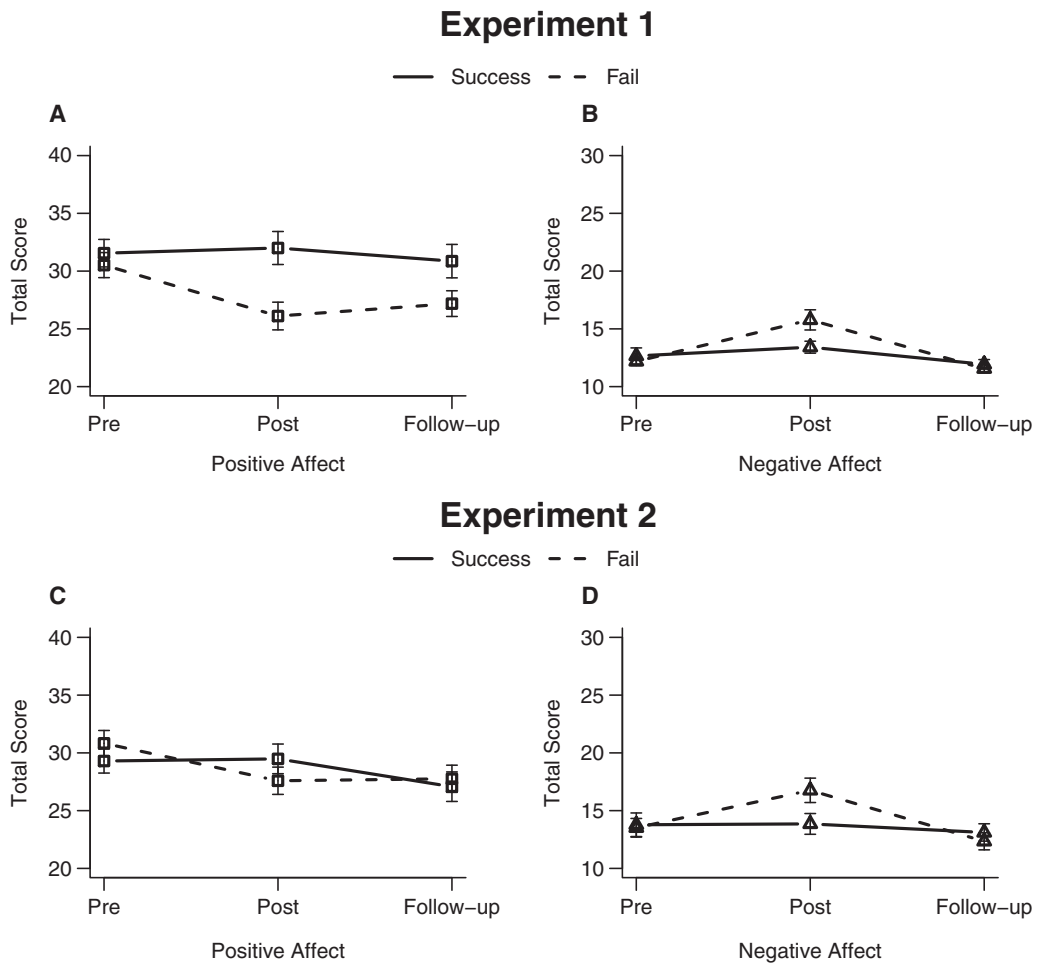 Experiment 1
Success Fail
A
B
40
35
30
25
20
Total Score
Pre Post Follow–up
Positive Affect
30
25
20
15
10
Total Score
Pre Post Follow–up
Negative Affect
Experiment 2
Success Fail
C
D
40
35
30
25
20
Total Score
Pre Post Follow–up
Positive Affect
30
25
20
15
10
Total Score
Pre Post Follow–up
Negative Affect